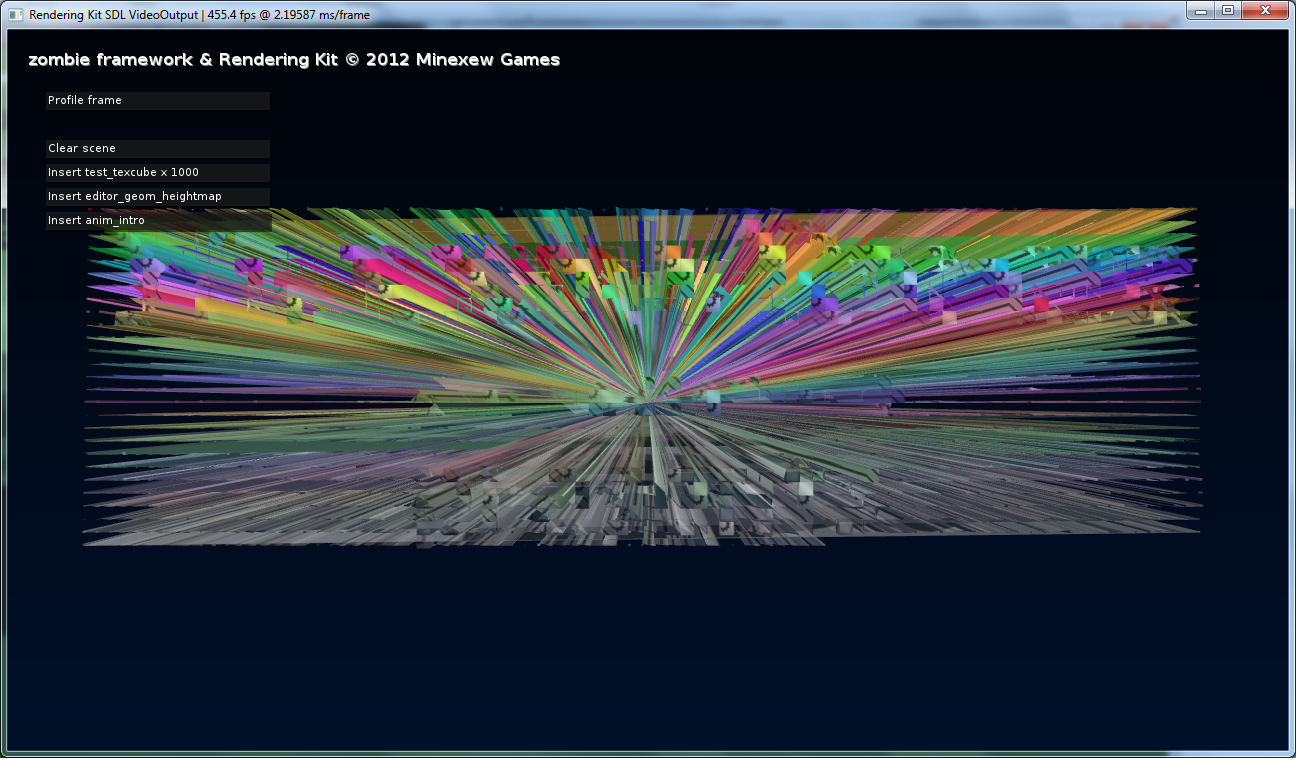 Rendering Kit SDL VideoOutput | 455.4 fps @ 2.19587 ms/frame
zombie framework & Rendering Kit © 2012 Minexew Games
Profile frame
Clear scene
Insert test_texcube x 1000
Insert editor_geom_heightmap
Insert anim_intro